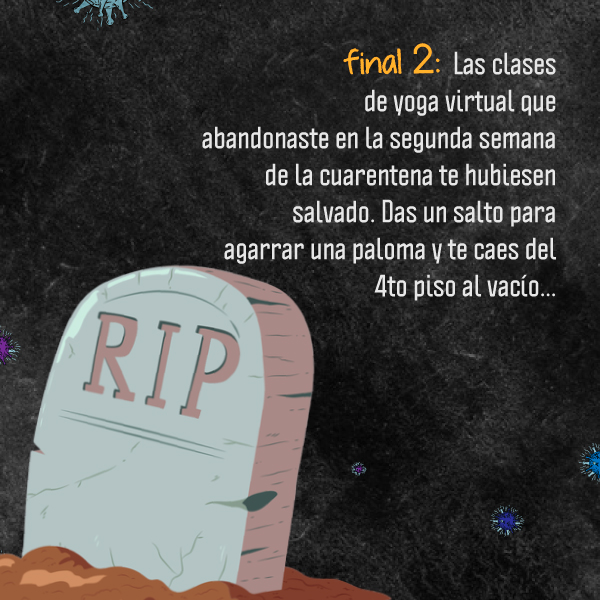 final 2: Las clases
de yoga virtual que
abandonaste en la segunda semana
de la cuarentena te hubiesen
salvado. Das un salto para
agarrar una paloma y te caes del
4to piso al vacío...
RIP